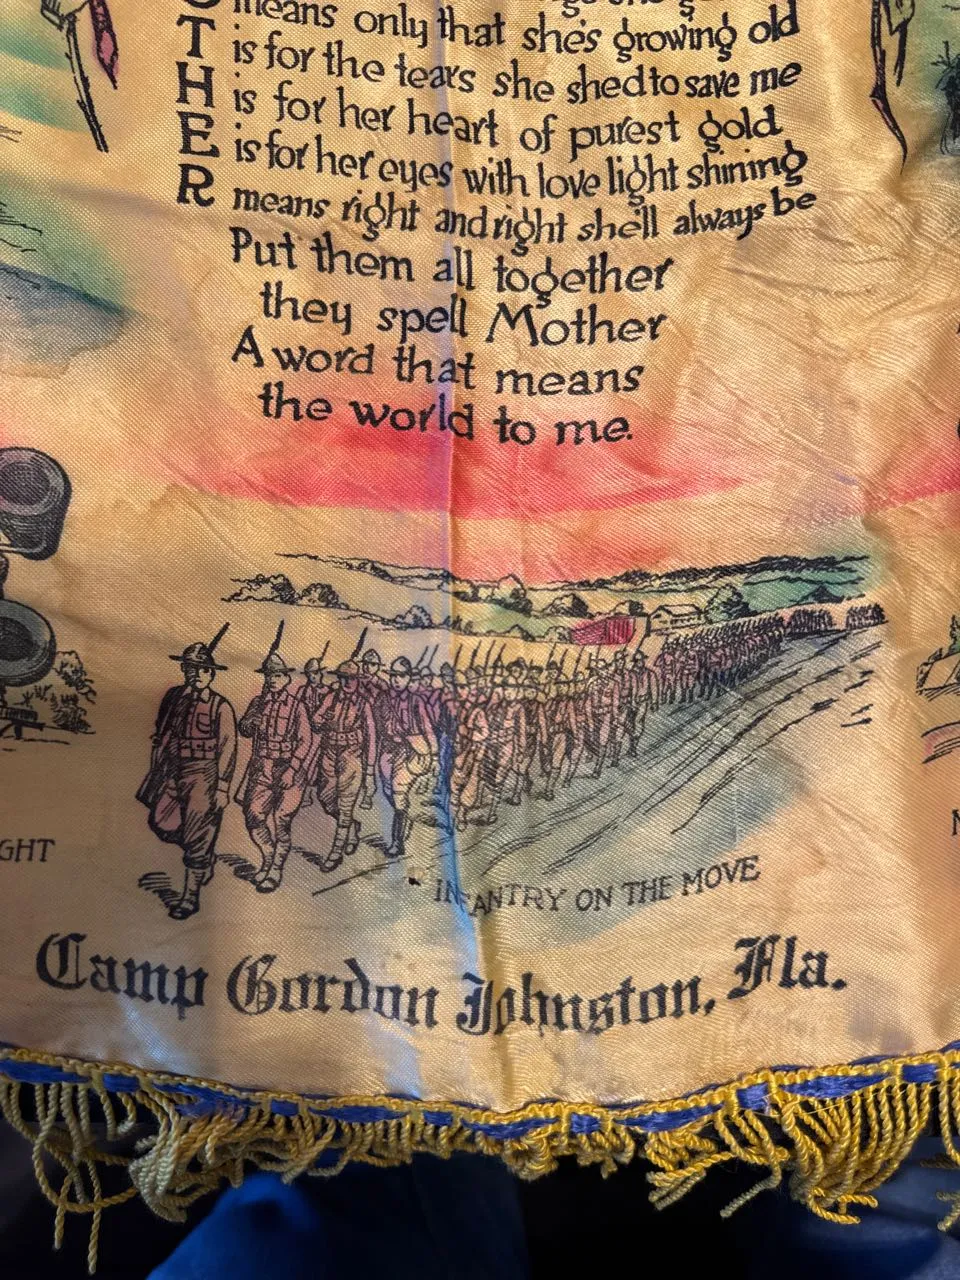 O means only that she's growing old
T is for the tears she shed to save me
H is for her heart of purest gold
E is for her eyes with love light shining
R means right and right she'll always be
Put them all together
they spell Mother
A word that means
the world to me.
GHT
INFANTRY ON THE MOVE
Camp Gordon Johnston, Fla.